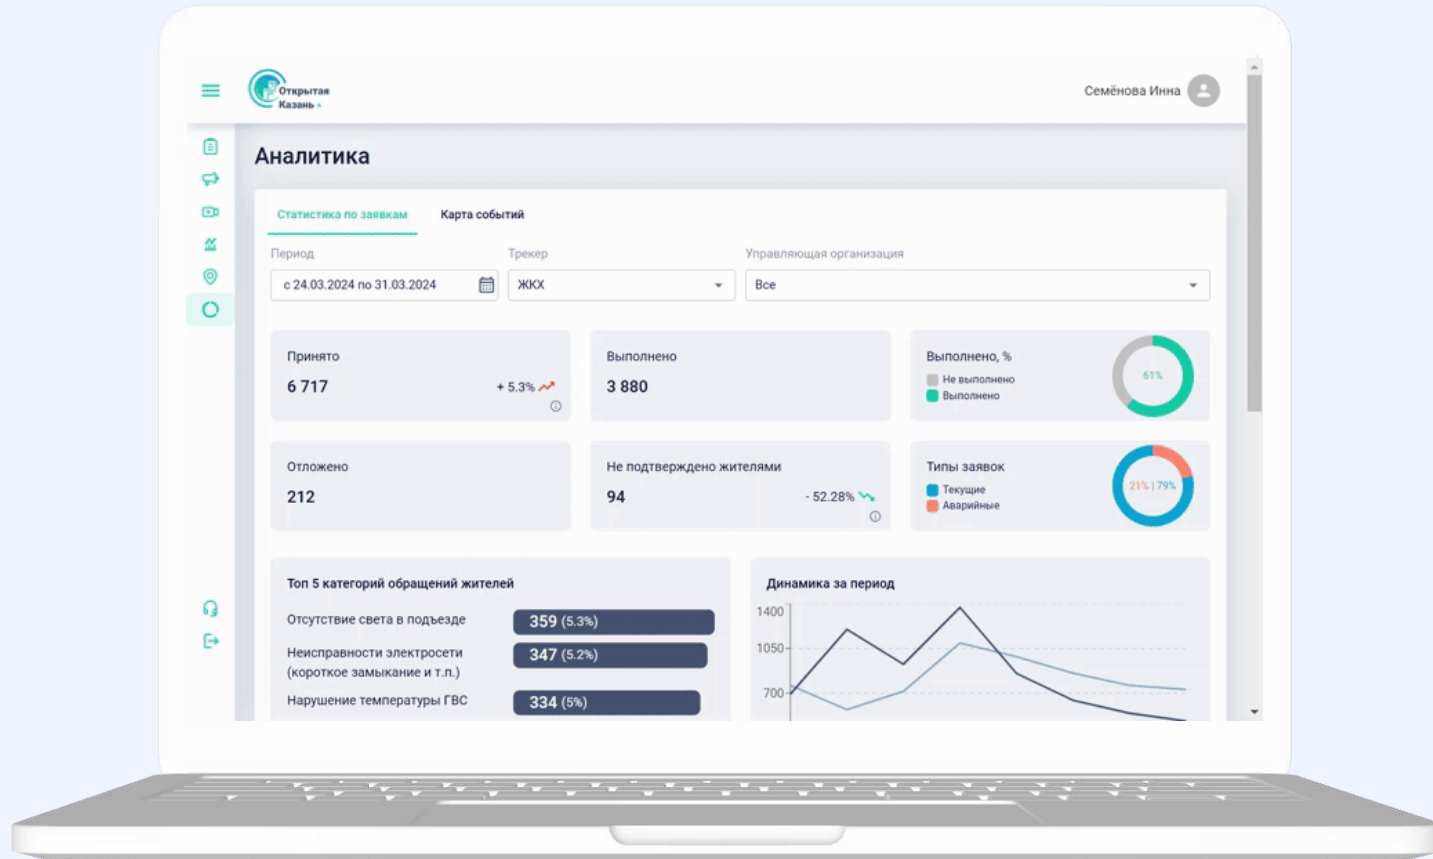 Открытая
Казань
Семёнова Инна
Аналитика
Статистика по заявкам
Карта событий
Период
Трекер
Управляющая организация
с 24.03.2024 по 31.03.2024
ЖКХ
Все
Принято
6 717
+ 5.3%
Выполнено
3 880
Выполнено, %
Не выполнено
Выполнено
61%
Отложено
212
Не подтверждено жителями
94
- 52.28%
Типы заявок
Текущие
Аварийные
21% | 79%
Топ 5 категорий обращений жителей
Отсутствие света в подъезде
359 (5.3%)
Неисправности электросети
(короткое замыкание и т.п.)
347 (5.2%)
Нарушение температуры ГВС
334 (5%)
Динамика за период
1400
1050
700